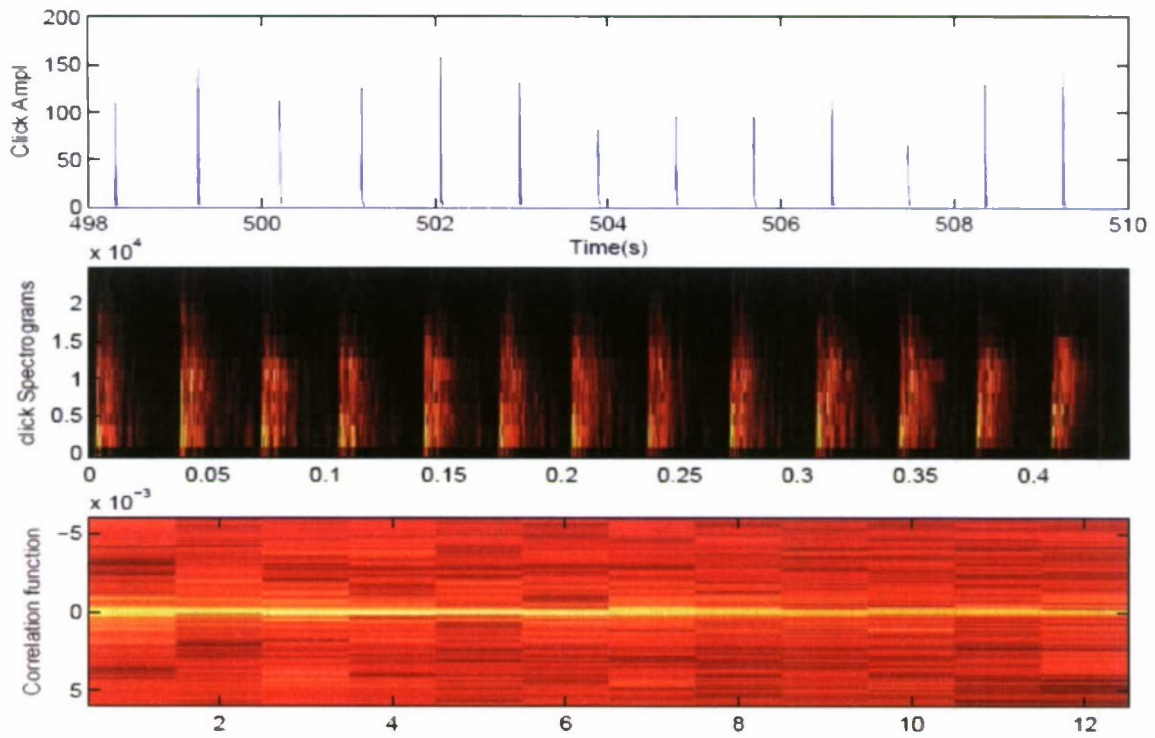 200
150
100
50
0
Click Ampl
498 500 502 504 506 508 510
Time(s)
x 10^4
2
1.5
1
0.5
0
click Spectrograms
0 0.05 0.1 0.15 0.2 0.25 0.3 0.35 0.4
x 10^-3
-5
0
5
Correlation function
2 4 6 8 10 12